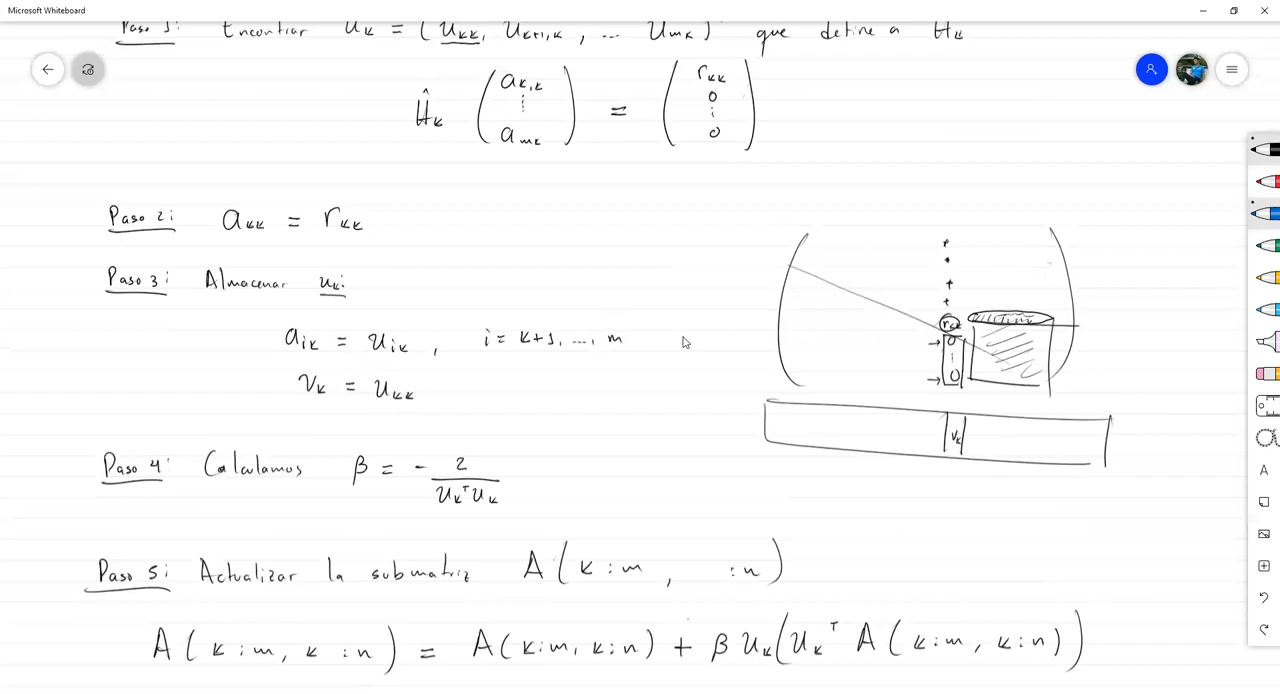 Microsoft Whiteboard
Paso 1: Encontrar u_k = (u_kk, u_k+1,k, ... u_mk) que define a H_k
Ĥ_k (a_k,k ⋮ a_mk) = (r_kk 0 ⋮ 0)
Paso 2: a_kk = r_kk
Paso 3: Almacenar u_k:
a_ik = u_ik, i = k+1, ..., m
v_k = u_kk
r_kk
0
⋮
0
v_k
Paso 4: Calculamos β = - 2 / u_k^T u_k
Paso 5: Actualizar la submatriz A(k:m, :n)
A(k:m, k:n) = A(k:m, k:n) + β u_k (u_k^T A(k:m, k:n))